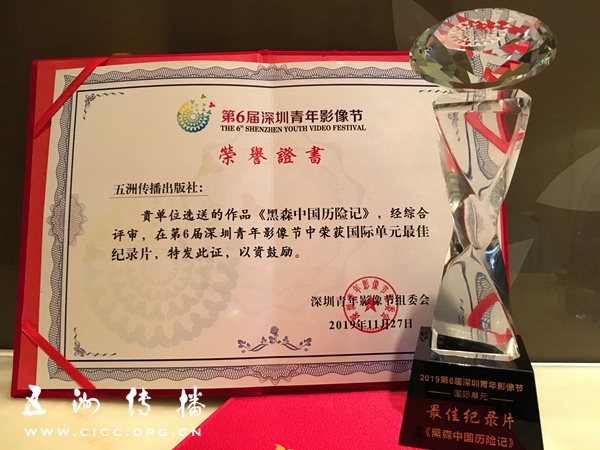 第6届深圳青年影像节
THE 6th SHENZHEN YOUTH VIDEO FESTIVAL
荣誉證書
五洲传播出版社：
贵单位选送的作品《黑森中国历险记》，经综合
评审，在第6届深圳青年影像节中荣获国际单元最佳
纪录片，特发此证，以资鼓励。
深圳青年影像节组委会
2019年11月27日
2019第6届深圳青年影像节
国际单元
最佳纪录片
《黑森中国历险记》
五洲传播
WWW.CICC.ORG.CN